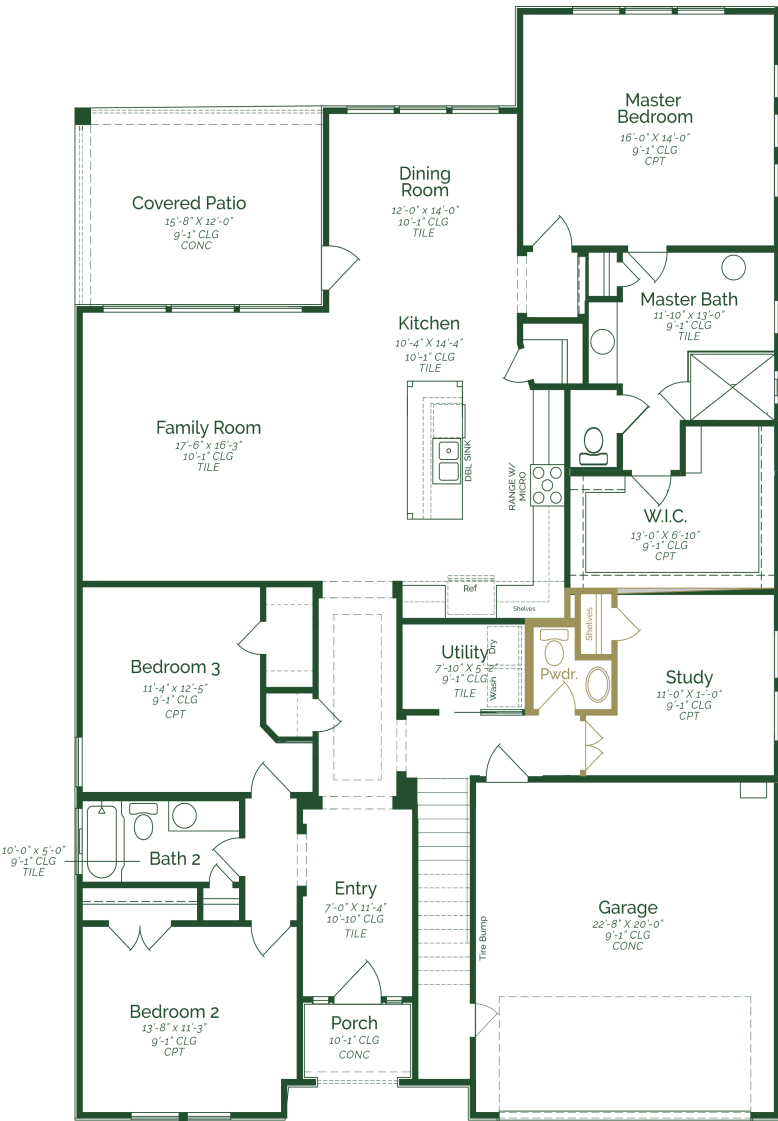 Master
Bedroom
16'-0" X 14'-0"
9'-1" CLG
CPT
Covered Patio
15'-8" X 12'-0"
9'-1" CLG
CONC
Dining
Room
12'-0" x 14'-0"
10'-1" CLG
TILE
Master Bath
11'-10" x 13'-0"
9'-1" CLG
TILE
Kitchen
10'-4" X 14'-4"
10'-1" CLG
TILE
Family Room
17'-6" x 16'-3"
10'-1" CLG
TILE
DBL SINK
RANGE W/
MICRO
W.I.C.
13'-0" X 6'-10"
9'-1" CLG
CPT
Ref
Shelves
Shelves
Utility
7'-10" X 5'-2"
9'-1" CLG
TILE
Dry
Wash
Pwdr.
Bedroom 3
11'-4" x 12'-5"
9'-1" CLG
CPT
Study
11'-0" X 1-'-0"
9'-1" CLG
CPT
10'-0" x 5'-0"
9'-1" CLG
TILE
Bath 2
Entry
7'-0" X 11'-4"
10'-10" CLG
TILE
Tire Bump
Garage
22'-8" X 20'-0"
9'-1" CLG
CONC
Bedroom 2
13'-8" x 11'-3"
9'-1" CLG
CPT
Porch
10'-1" CLG
CONC